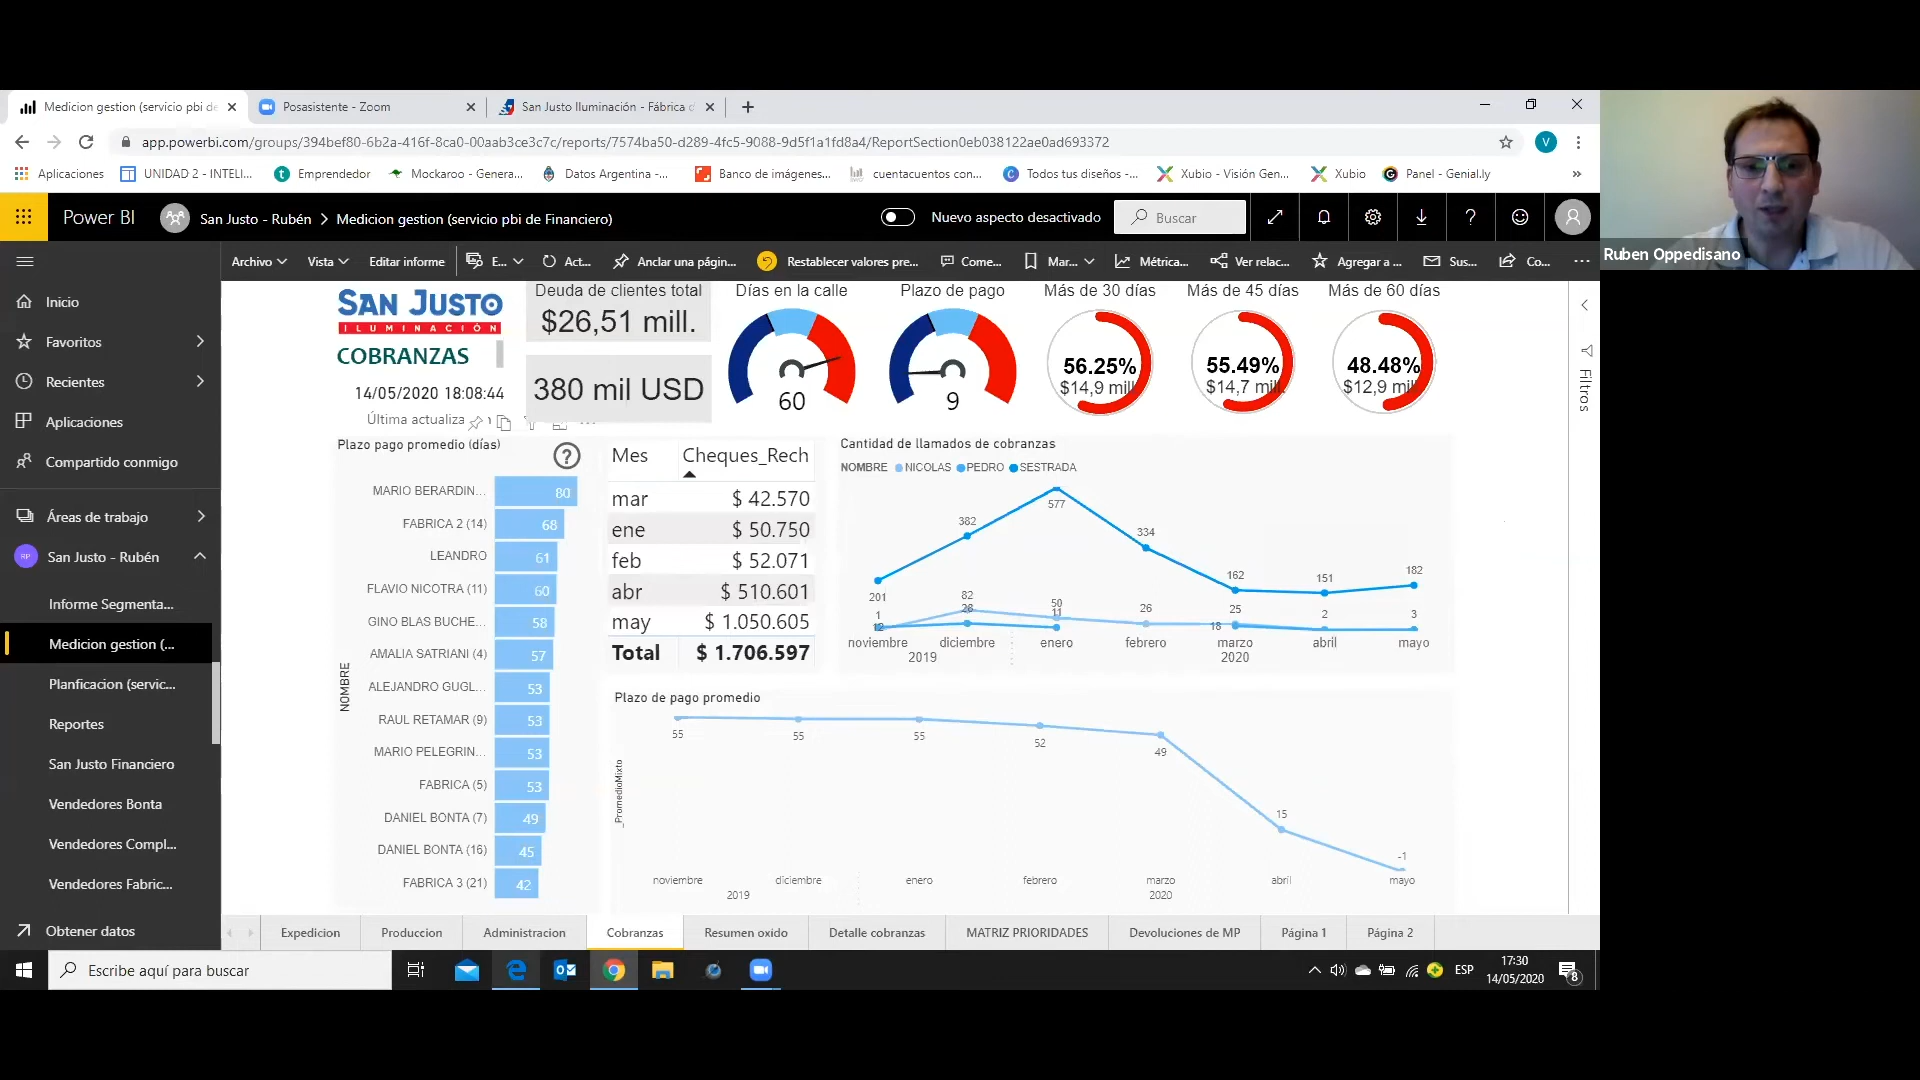 Medicion gestion (servicio pbi de
Posasistente - Zoom
San Justo Iluminación - Fábrica d
app.powerbi.com/groups/394bef80-6b2a-416f-8ca0-00aab3ce3c7c/reports/7574ba50-d289-4fc5-9088-9d5f1a1fd8a4/ReportSection0eb038122ae0ad693372
V
Aplicaciones
UNIDAD 2 - INTELI...
Emprendedor
Mockaroo - Genera...
Datos Argentina -...
Banco de imágenes...
cuentacuentos con...
Todos tus diseños -...
Xubio - Visión Gen...
Xubio
Panel - Genial.ly
Power BI
San Justo - Rubén > Medicion gestion (servicio pbi de Financiero)
Nuevo aspecto desactivado
Buscar
Ruben Oppedisano
Archivo
Vista
Editar informe
E...
Act...
Anclar una págin...
Restablecer valores pre...
Come...
Mar...
Métrica...
Ver relac...
Agregar a ...
Sus...
Co...
Inicio
Favoritos
Recientes
Aplicaciones
Compartido conmigo
Áreas de trabajo
RP
San Justo - Rubén
Informe Segmenta...
Medicion gestion (...
Planficacion (servic...
Reportes
San Justo Financiero
Vendedores Bonta
Vendedores Compl...
Vendedores Fabric...
Obtener datos
SAN JUSTO
ILUMINACIÓN
COBRANZAS
14/05/2020 18:08:44
Última actualiza
Deuda de clientes total
$26,51 mill.
380 mil USD
Días en la calle
60
Plazo de pago
9
Más de 30 días
56.25%
$14,9 mill.
Más de 45 días
55.49%
$14,7 mill.
Más de 60 días
48.48%
$12,9 mill.
Filtros
Plazo pago promedio (días)
NOMBRE
MARIO BERARDIN... 80
FABRICA 2 (14) 68
LEANDRO 61
FLAVIO NICOTRA (11) 60
GINO BLAS BUCHE... 58
AMALIA SATRIANI (4) 57
ALEJANDRO GUGL... 53
RAUL RETAMAR (9) 53
MARIO PELEGRIN... 53
FABRICA (5) 53
DANIEL BONTA (7) 49
DANIEL BONTA (16) 45
FABRICA 3 (21) 42
Mes Cheques_Rech
mar $ 42.570
ene $ 50.750
feb $ 52.071
abr $ 510.601
may $ 1.050.605
Total $ 1.706.597
Cantidad de llamados de cobranzas
NOMBRE NICOLAS PEDRO SESTRADA
201 382 577 334 162 151 182
1 82 50 26 25 2 3
12 28 11 18
noviembre diciembre enero febrero marzo abril mayo
2019 2020
Plazo de pago promedio
_PromedioMixto
55 55 55 52 49 15 -1
noviembre diciembre enero febrero marzo abril mayo
2019 2020
Expedicion
Produccion
Administracion
Cobranzas
Resumen oxido
Detalle cobranzas
MATRIZ PRIORIDADES
Devoluciones de MP
Página 1
Página 2
Escribe aquí para buscar
ESP
17:30
14/05/2020
8